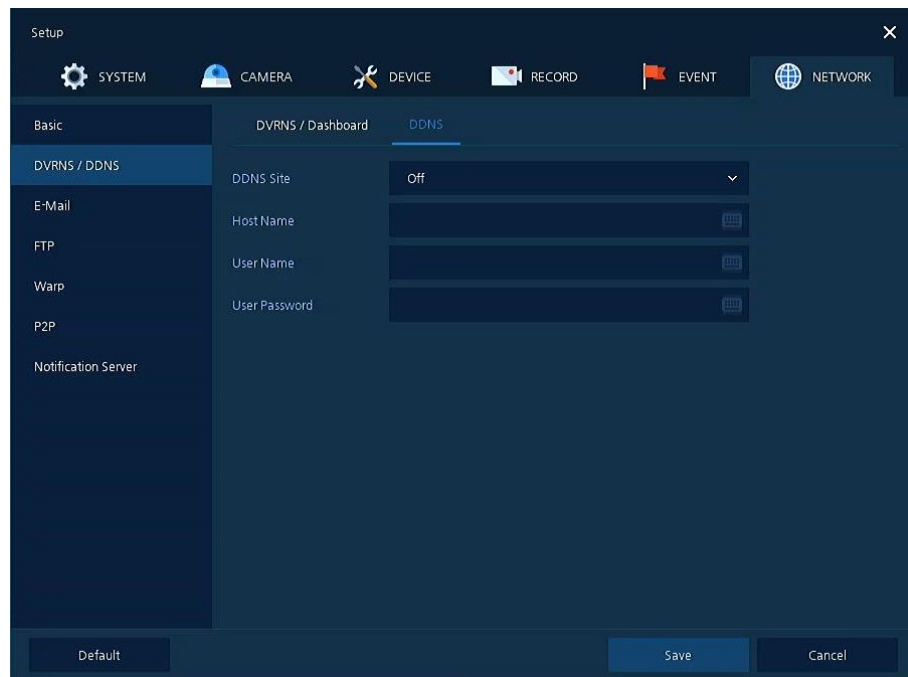 Setup
SYSTEM CAMERA DEVICE RECORD EVENT NETWORK
Basic
DVRNS / DDNS
E-Mail
FTP
Warp
P2P
Notification Server
DVRNS / Dashboard DDNS
DDNS Site Off
Host Name
User Name
User Password
Default Save Cancel